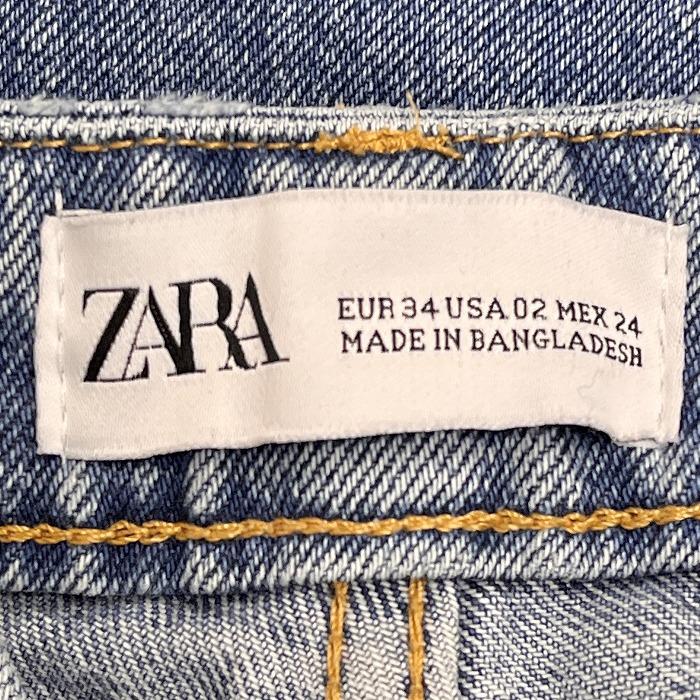 ZARA
EUR 34 USA 02 MEX 24
MADE IN BANGLADESH